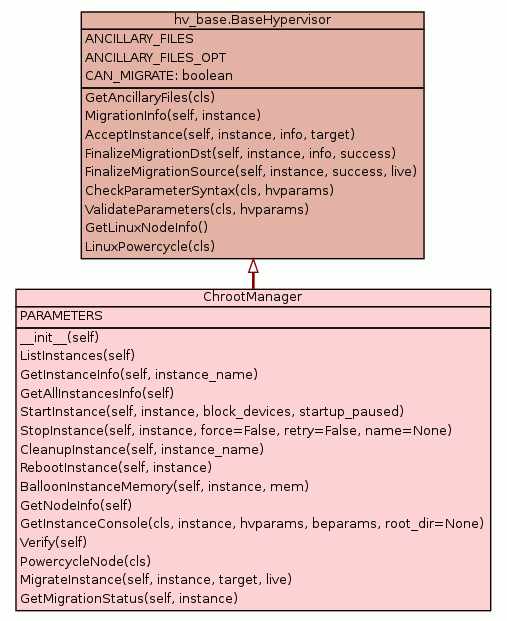 hv_base.BaseHypervisor
ANCILLARY_FILES
ANCILLARY_FILES_OPT
CAN_MIGRATE: boolean
GetAncillaryFiles(cls)
MigrationInfo(self, instance)
AcceptInstance(self, instance, info, target)
FinalizeMigrationDst(self, instance, info, success)
FinalizeMigrationSource(self, instance, success, live)
CheckParameterSyntax(cls, hvparams)
ValidateParameters(cls, hvparams)
GetLinuxNodeInfo()
LinuxPowercycle(cls)
ChrootManager
PARAMETERS
__init__(self)
ListInstances(self)
GetInstanceInfo(self, instance_name)
GetAllInstancesInfo(self)
StartInstance(self, instance, block_devices, startup_paused)
StopInstance(self, instance, force=False, retry=False, name=None)
CleanupInstance(self, instance_name)
RebootInstance(self, instance)
BalloonInstanceMemory(self, instance, mem)
GetNodeInfo(self)
GetInstanceConsole(cls, instance, hvparams, beparams, root_dir=None)
Verify(self)
PowercycleNode(cls)
MigrateInstance(self, instance, target, live)
GetMigrationStatus(self, instance)